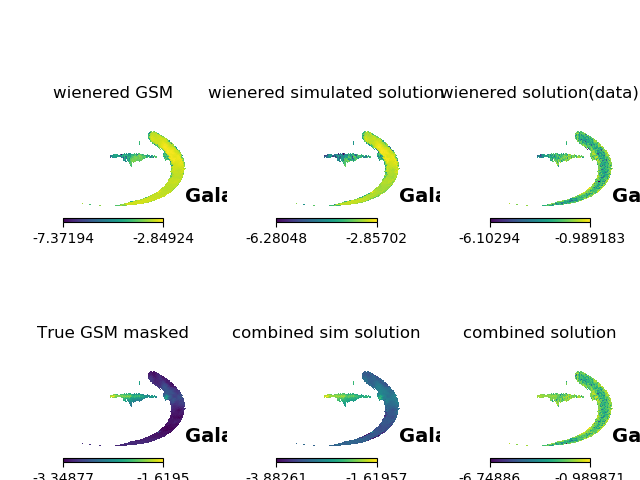 wienered GSM
wienered simulated solution
wienered solution(data)
Gala
Gala
Ga
-7.37194
-2.84924
-6.28048
-2.85702
-6.10294
-0.989183
True GSM masked
combined sim solution
combined solution
Gala
Gala
Ga
-3.34877
-1.6195
-3.88261
-1.61957
-6.74886
-0.989871